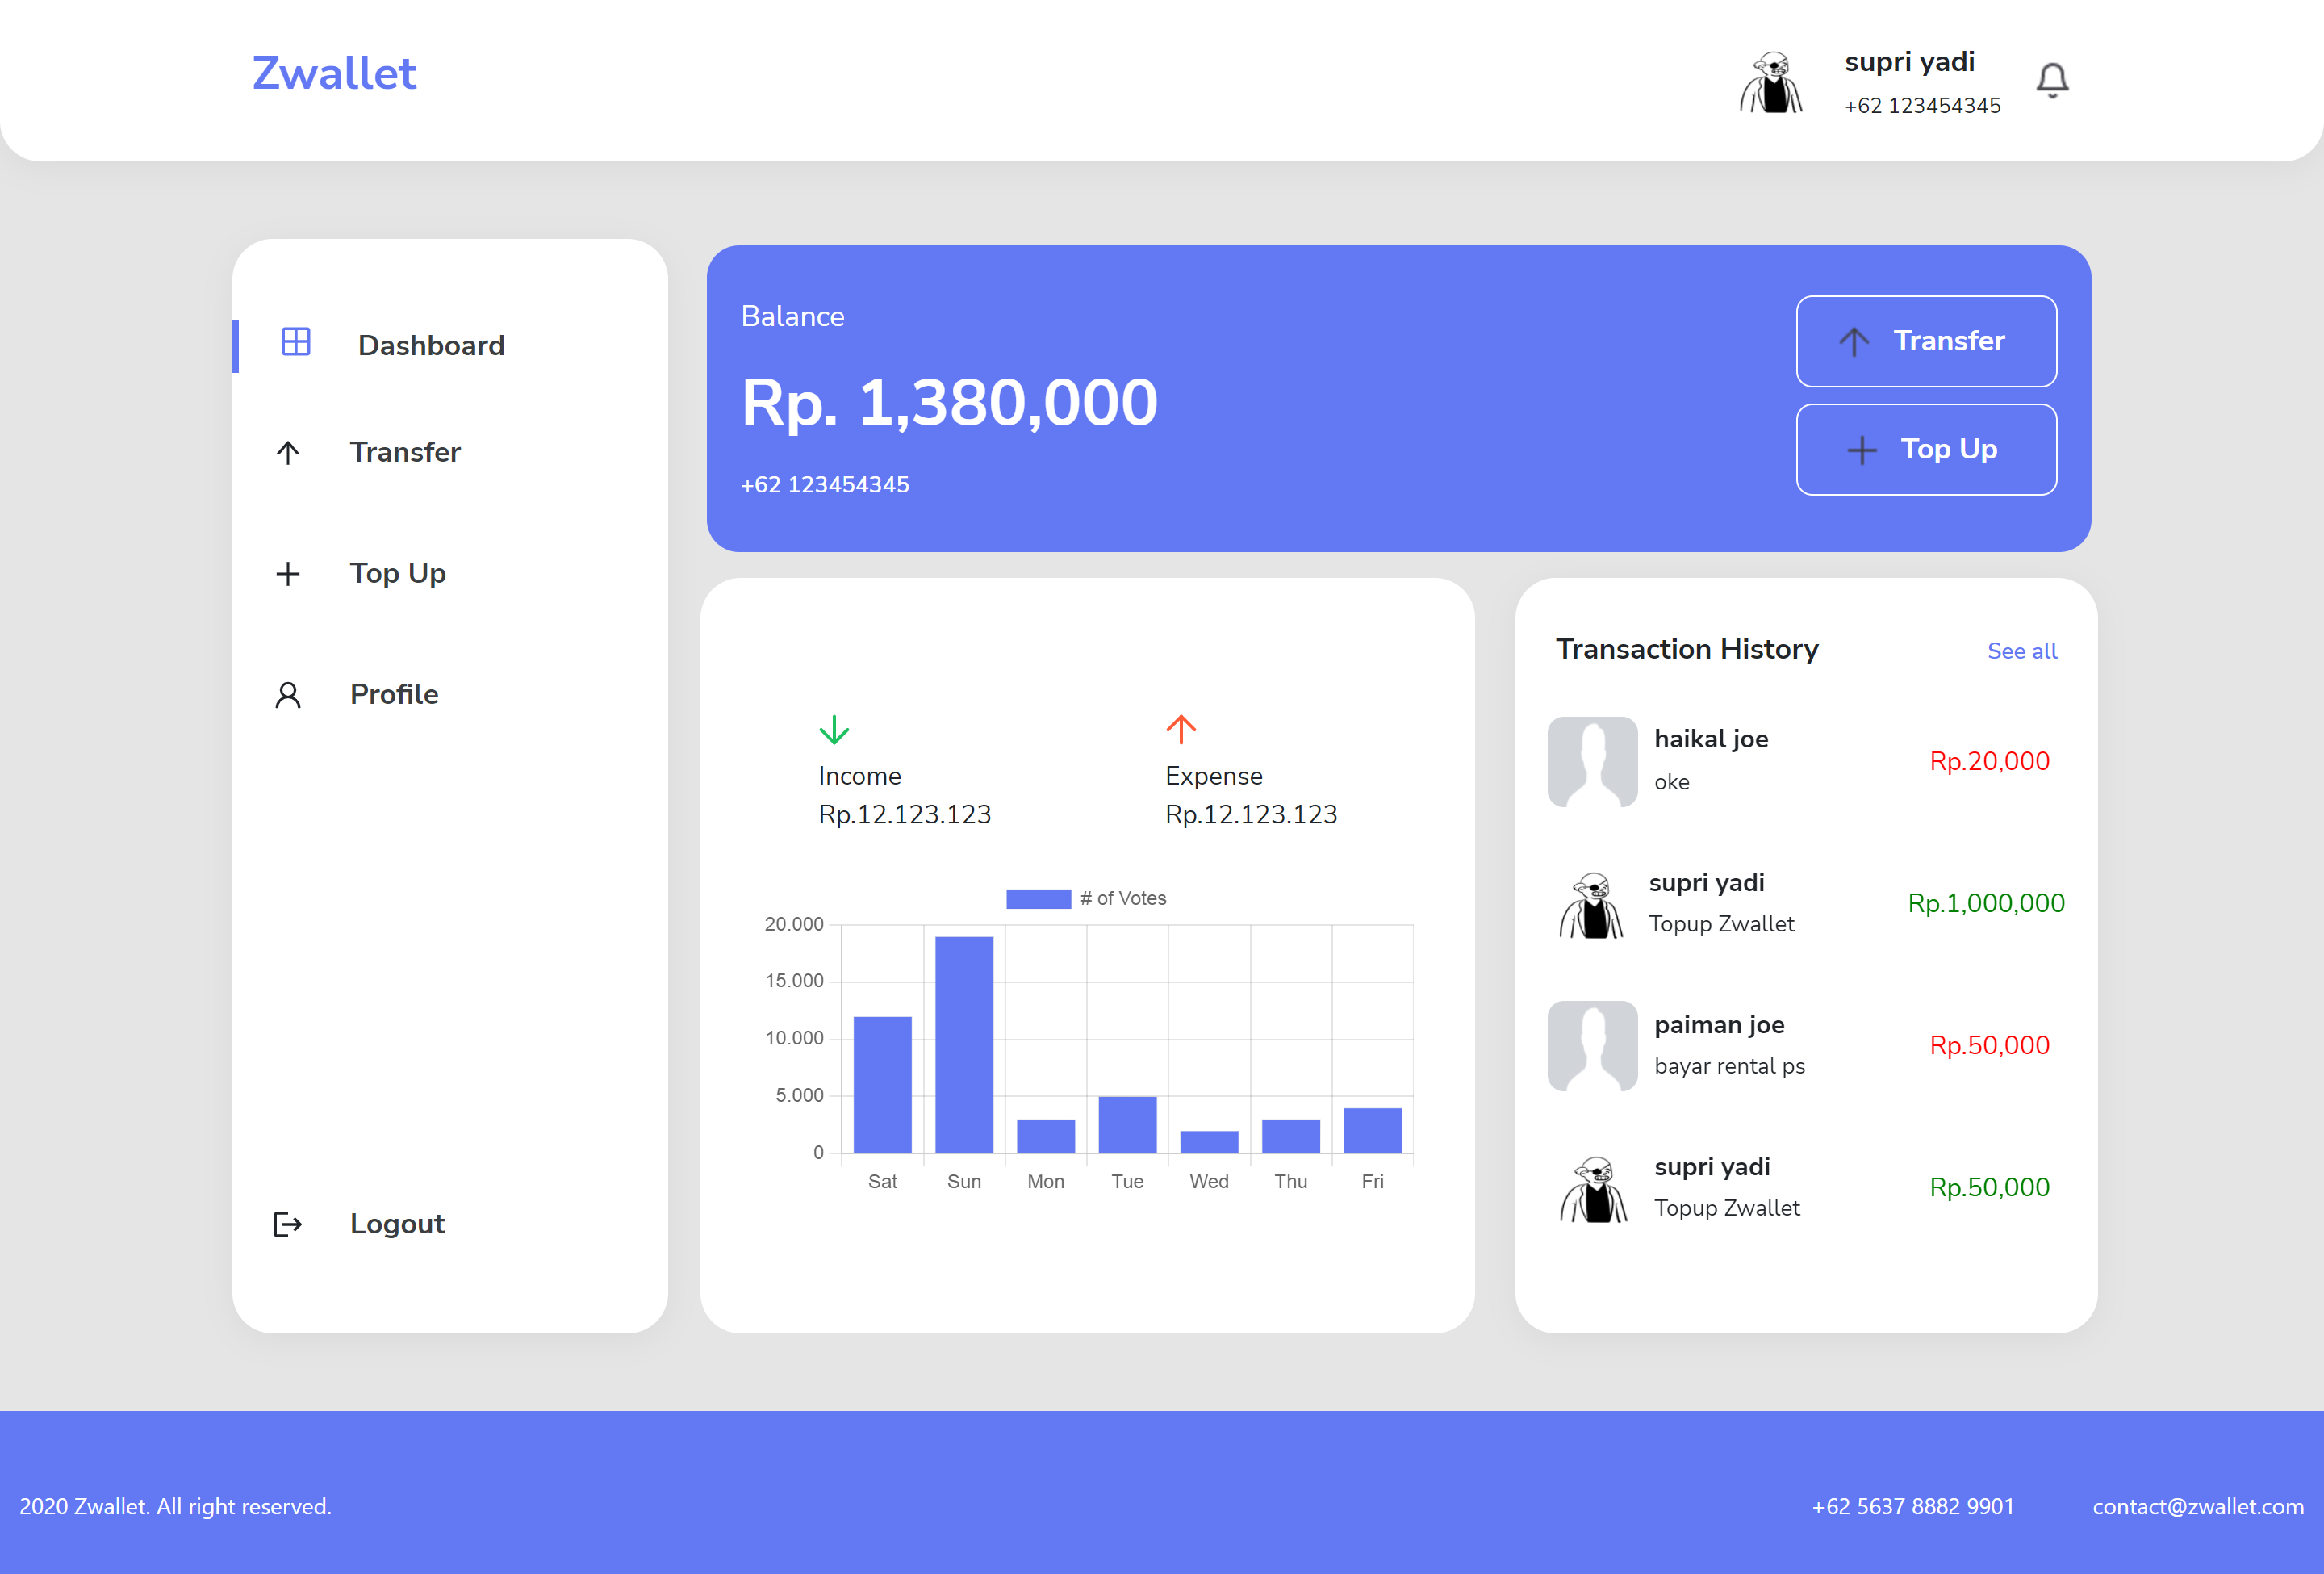 Zwallet
supri yadi
+62 123454345
Dashboard
Transfer
Top Up
Profile
Logout
Balance
Rp. 1,380,000
+62 123454345
Transfer
Top Up
Income
Rp.12.123.123
Expense
Rp.12.123.123
# of Votes
20.000
15.000
10.000
5.000
0
Sat Sun Mon Tue Wed Thu Fri
Transaction History See all
haikal joe
oke
Rp.20,000
supri yadi
Topup Zwallet
Rp.1,000,000
paiman joe
bayar rental ps
Rp.50,000
supri yadi
Topup Zwallet
Rp.50,000
2020 Zwallet. All right reserved.
+62 5637 8882 9901 contact@zwallet.com